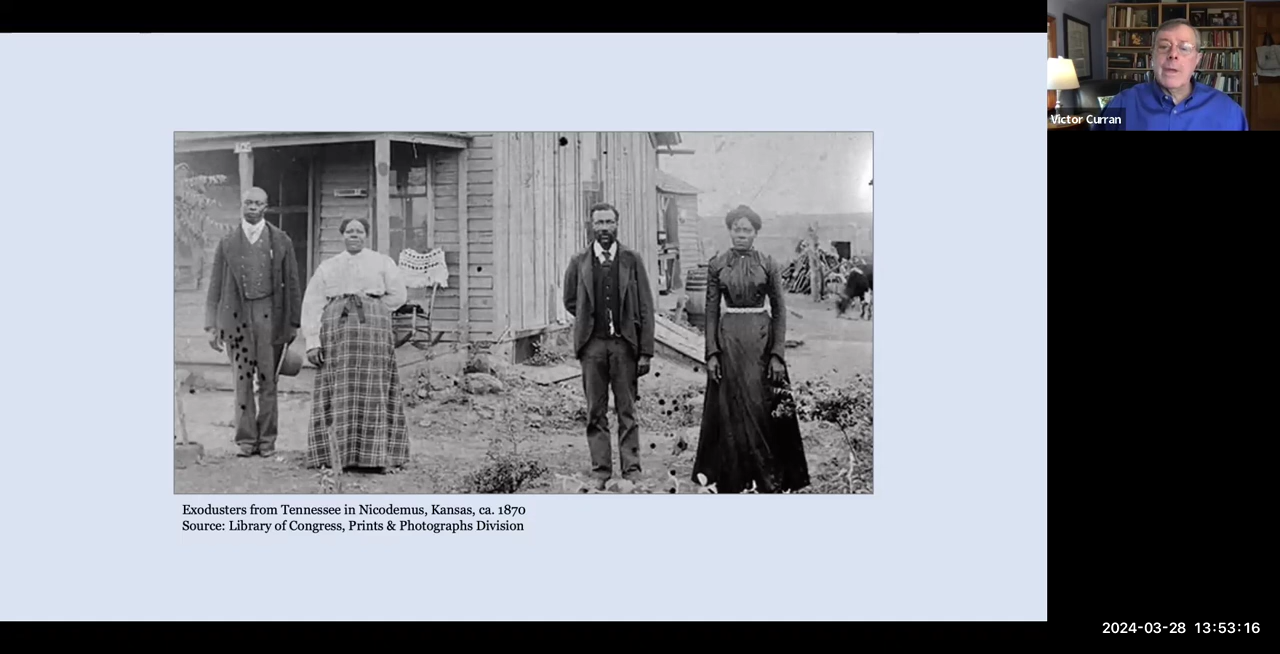 Victor Curran
Exodusters from Tennessee in Nicodemus, Kansas, ca. 1870
Source: Library of Congress, Prints & Photographs Division
2024-03-28 13:53:16